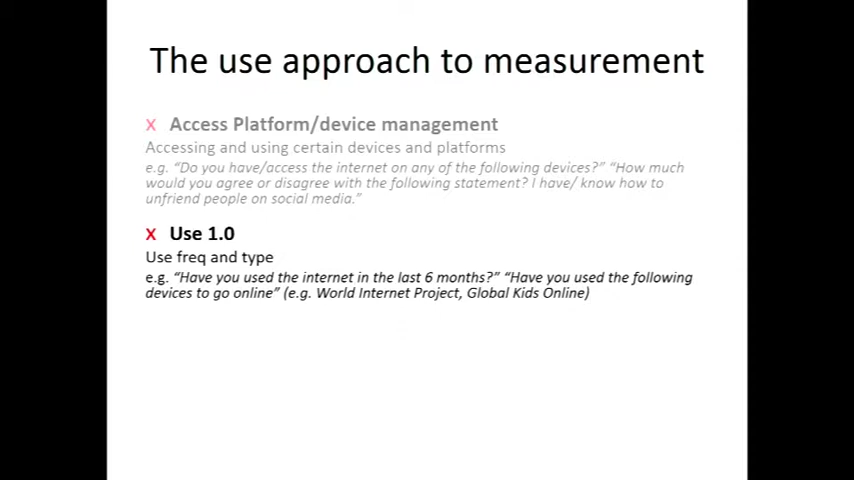 The use approach to measurement
X Access Platform/device management
Accessing and using certain devices and platforms
e.g. “Do you have/access the internet on any of the following devices?” “How much
would you agree or disagree with the following statement? I have/ know how to
unfriend people on social media.”
X Use 1.0
Use freq and type
e.g. “Have you used the internet in the last 6 months?” “Have you used the following
devices to go online” (e.g. World Internet Project, Global Kids Online)